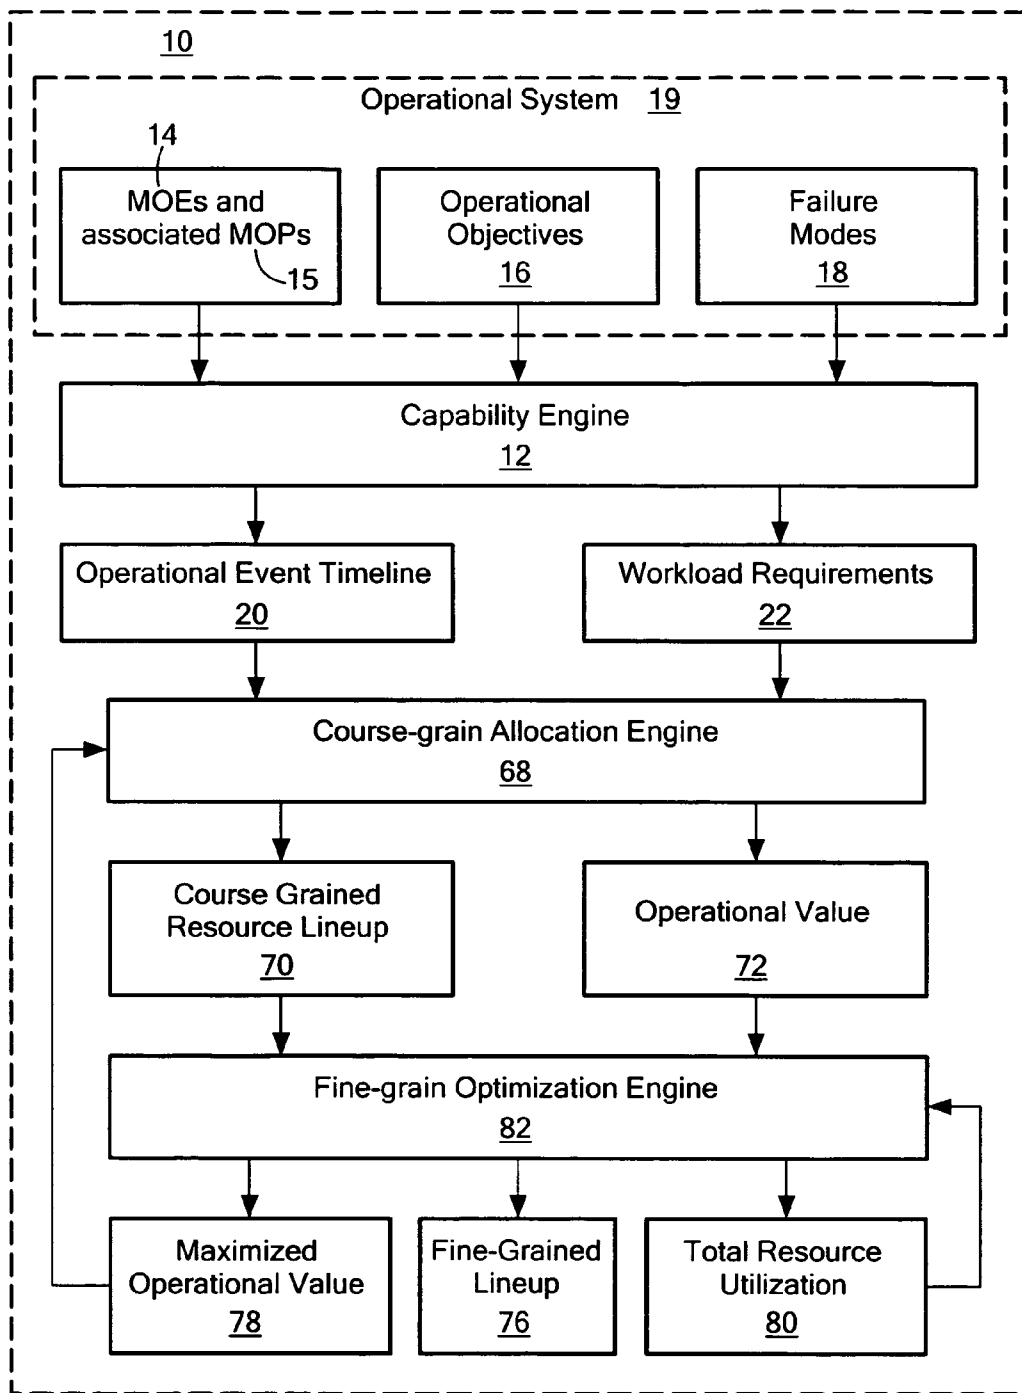 10
Operational System 19
14
MOEs and
associated MOPs
15
Operational
Objectives
16
Failure
Modes
18
Capability Engine
12
Operational Event Timeline
20
Workload Requirements
22
Course-grain Allocation Engine
68
Course Grained
Resource Lineup
70
Operational Value
72
Fine-grain Optimization Engine
82
Maximized
Operational Value
78
Fine-Grained
Lineup
76
Total Resource
Utilization
80